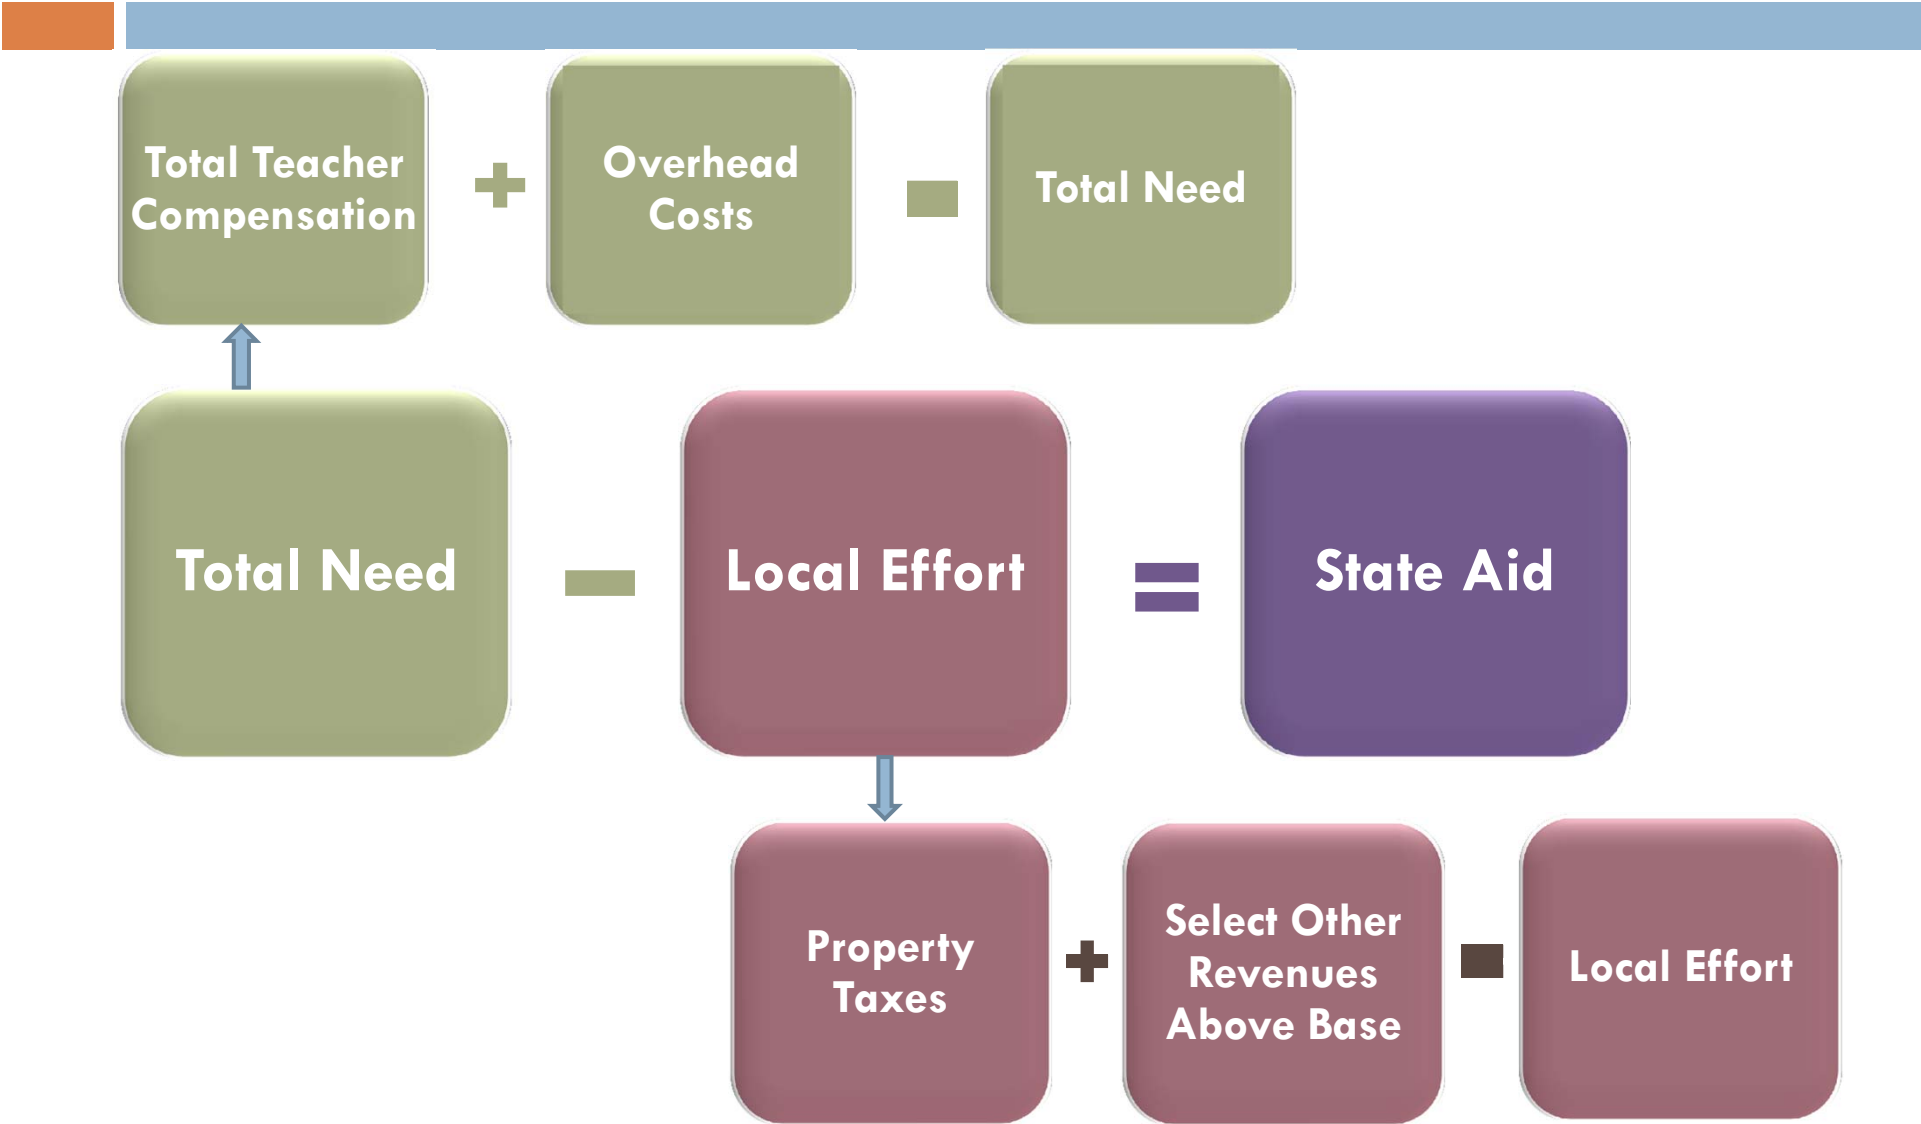 Total Teacher
Compensation
+
Overhead
Costs
Total Need
Total Need
-
Local Effort
=
State Aid
Property
Taxes
+
Select Other
Revenues
Above Base
Local Effort